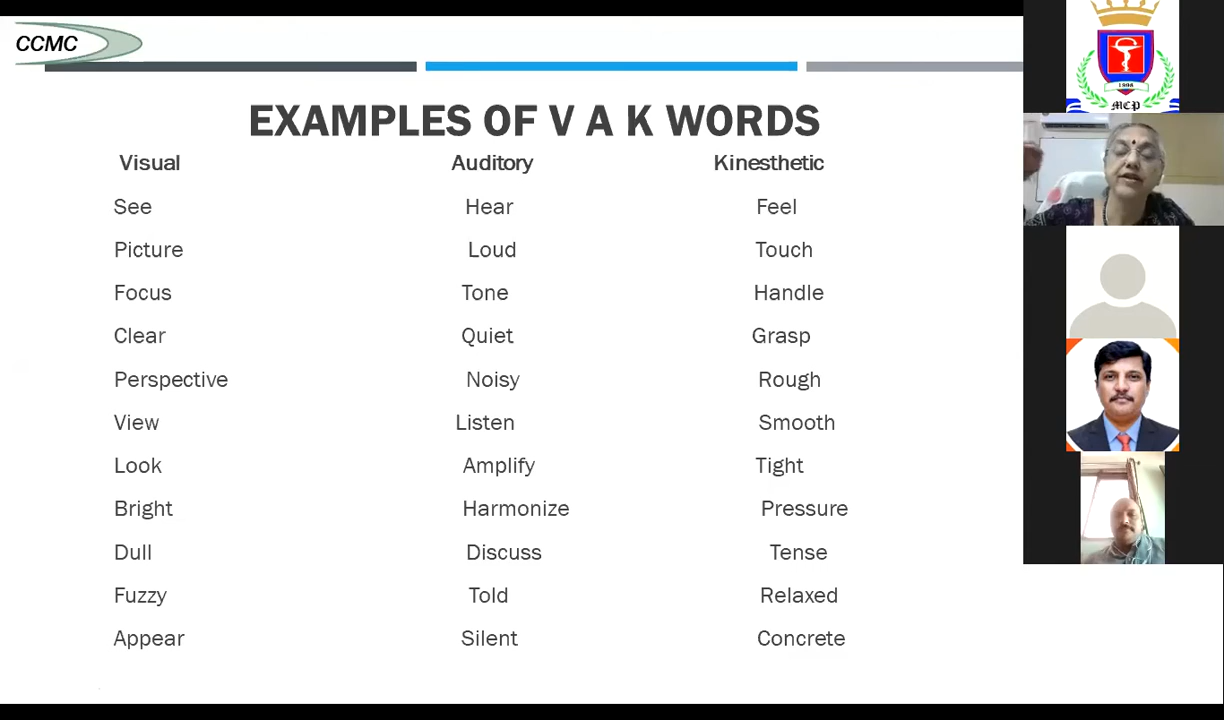 CCMC
EXAMPLES OF V A K WORDS
Visual Auditory Kinesthetic
See Hear Feel
Picture Loud Touch
Focus Tone Handle
Clear Quiet Grasp
Perspective Noisy Rough
View Listen Smooth
Look Amplify Tight
Bright Harmonize Pressure
Dull Discuss Tense
Fuzzy Told Relaxed
Appear Silent Concrete
1996
MCP